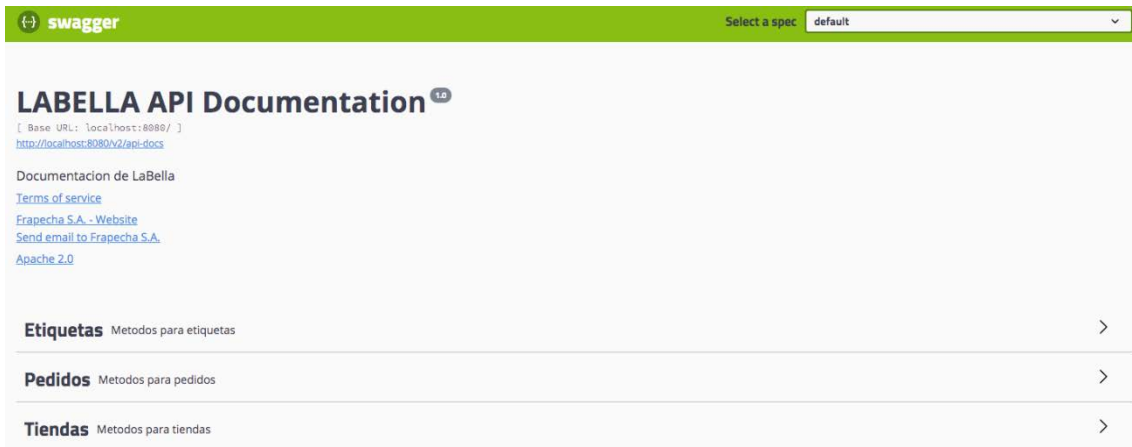 swagger
Select a spec default
LABELLA API Documentation 1.0
[ Base URL: localhost:8080/ ]
http://localhost:8080/v2/api-docs
Documentacion de LaBella
Terms of service
Frapecha S.A. - Website
Send email to Frapecha S.A.
Apache 2.0
Etiquetas Metodos para etiquetas
Pedidos Metodos para pedidos
Tiendas Metodos para tiendas